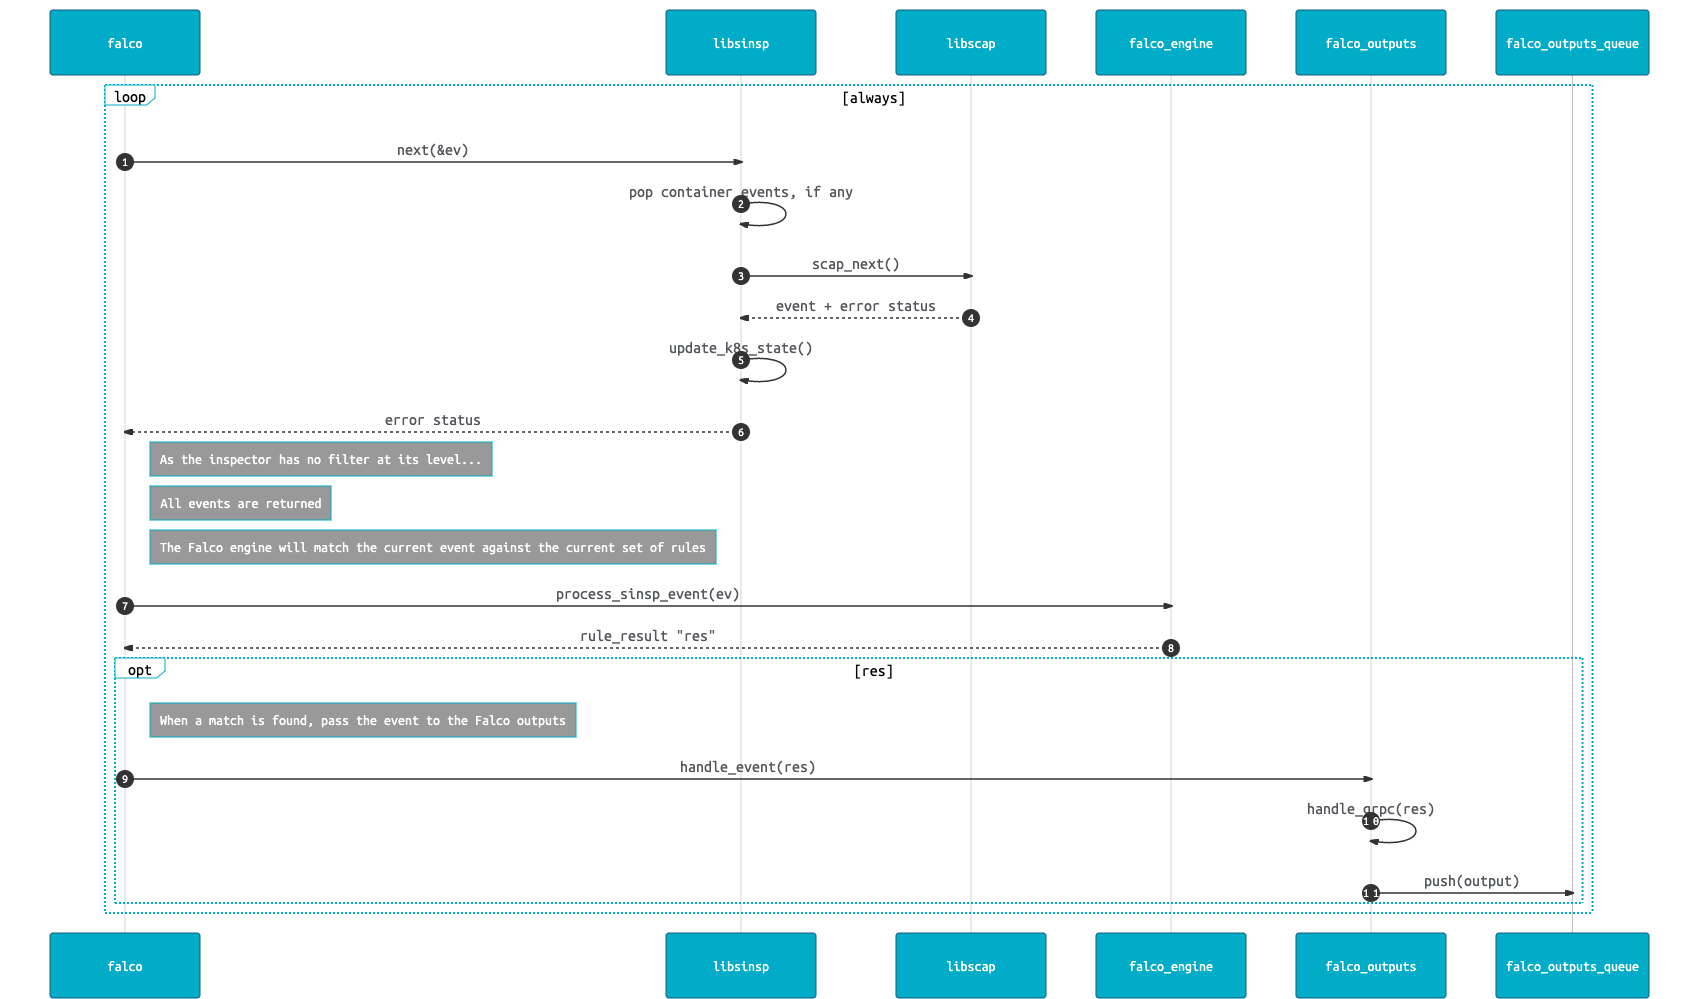 falco
libsinsp
libscap
falco_engine
falco_outputs
falco_outputs_queue
loop
[always]
next(&ev)
1
pop container events, if any
2
scap_next()
3
event + error status
4
update_k8s_state()
5
error status
6
As the inspector has no filter at its level...
All events are returned
The Falco engine will match the current event against the current set of rules
process_sinsp_event(ev)
7
rule_result "res"
8
opt
[res]
When a match is found, pass the event to the Falco outputs
handle_event(res)
9
handle_grpc(res)
10
push(output)
11
falco
libsinsp
libscap
falco_engine
falco_outputs
falco_outputs_queue